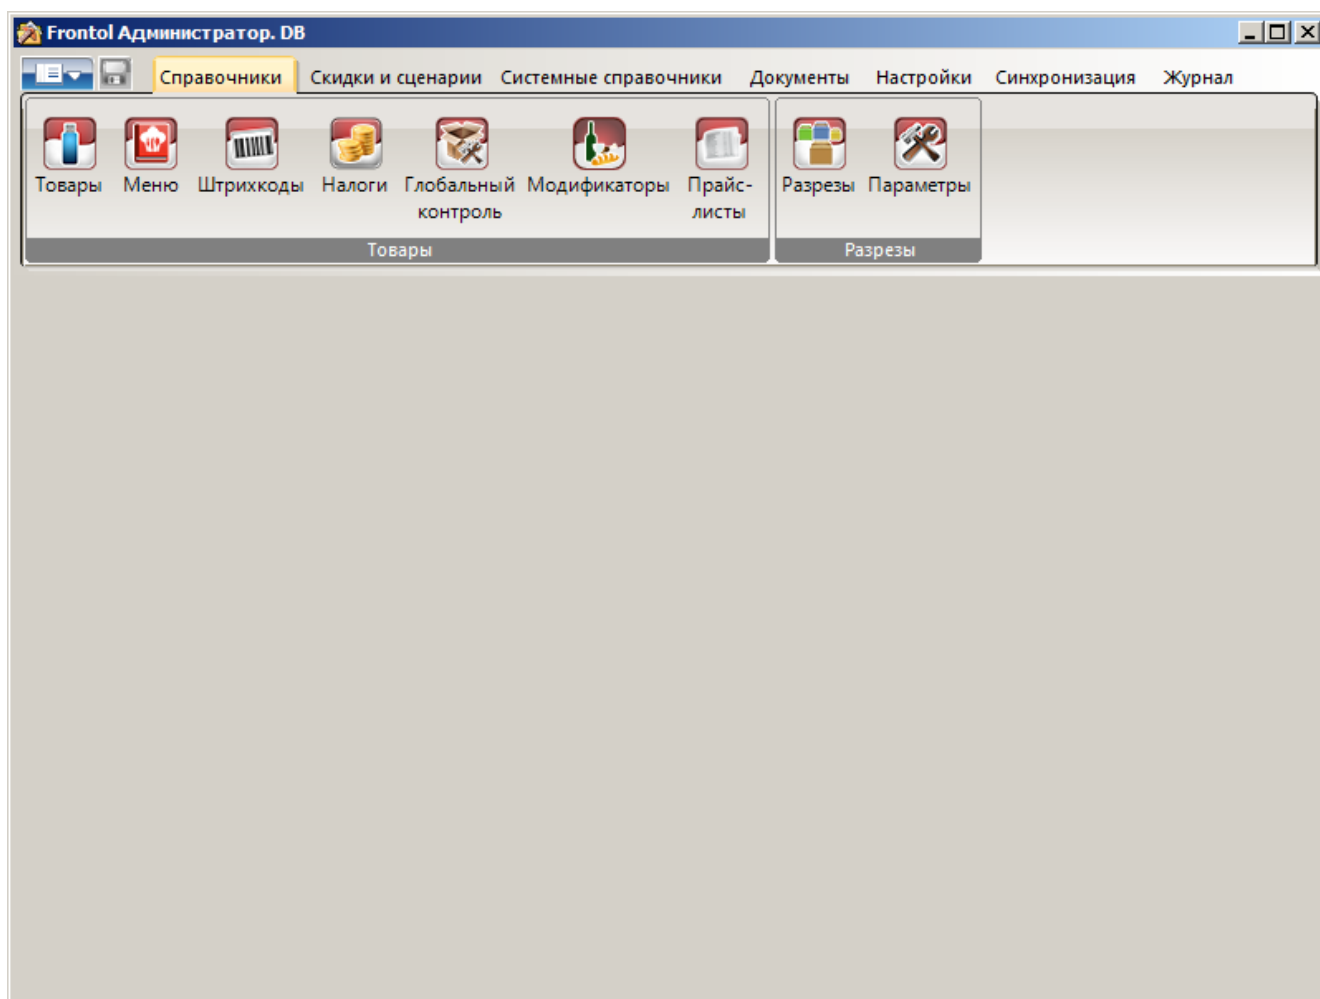 Frontol Администратор. DB
Справочники Скидки и сценарии Системные справочники Документы Настройки Синхронизация Журнал
Товары Меню Штрихкоды Налоги Глобальный контроль Модификаторы Прайс-листы Разрезы Параметры
Товары Разрезы